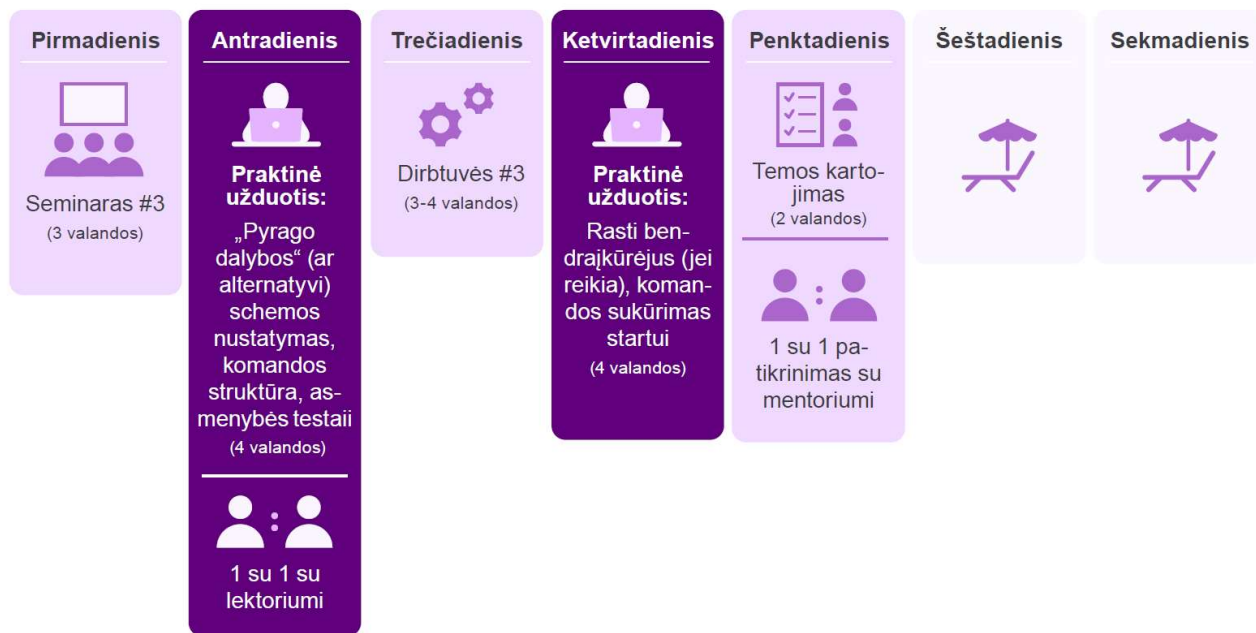 Pirmadienis
Seminaras #3
(3 valandos)
Antradienis
Praktinė
užduotis:
„Pyrago
dalybos“ (ar
alternatyvi)
schemos
nustatymas,
komandos
struktūra, as-
menybės testaii
(4 valandos)
1 su 1 su
lektoriumi
Trečiadienis
Dirbtuvės #3
(3-4 valandos)
Ketvirtadienis
Praktinė
užduotis:
Rasti ben-
draįkūrėjus (jei
reikia), koman-
dos sukūrimas
startui
(4 valandos)
Penktadienis
Temos karto-
jimas
(2 valandos)
1 su 1 pa-
tikrinimas su
mentoriumi
Šeštadienis
Sekmadienis